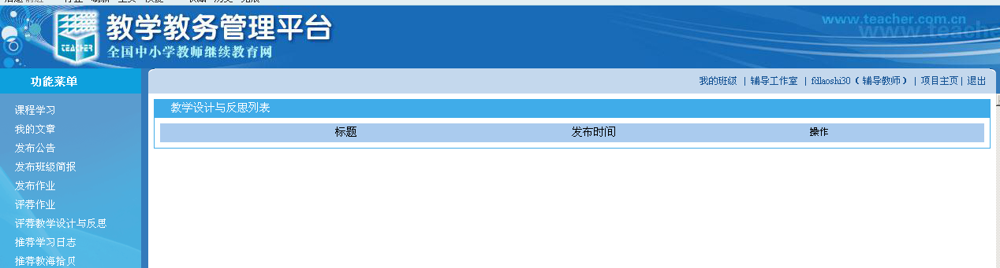 教学教务管理平台
全国中小学教师继续教育网
TEACHER
www.teacher.com.cn
功能菜单
我的班级 | 辅导工作室 | fdlaoshi30（辅导教师） | 项目主页 | 退出
课程学习
我的文章
发布公告
发布班级简报
发布作业
评荐作业
评荐教学设计与反思
推荐学习日志
推荐教海拾贝
教学设计与反思列表
标题 发布时间 操作